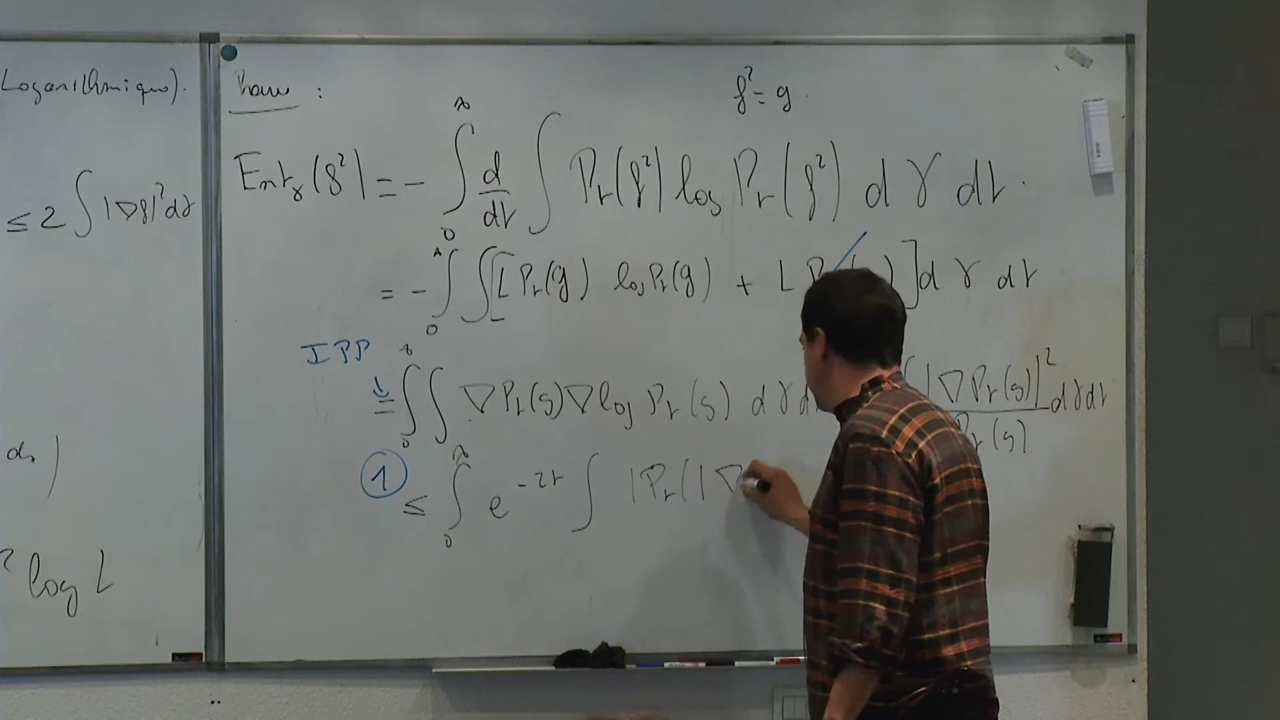 Logarithmique).
≤ 2 ∫ |∇f|² dγ
² log L
Preuve :
f² = g
Ent_γ(f²) = - ∫₀^∞ d/dt ∫ P_t(f²) log P_t(f²) dγ dt.
= - ∫₀^∞ ∫ [L P_t(g) log P_t(g) + L P_t( ) ] dγ dt
IPP
= ∫₀^∞ ∫ ∇P_t(g) ∇ log P_t(g) dγ d
|∇P_t(g)|² / P_t(g) dγ dt
① ≤ ∫₀^∞ e^{-2t} ∫ |P_t(|∇